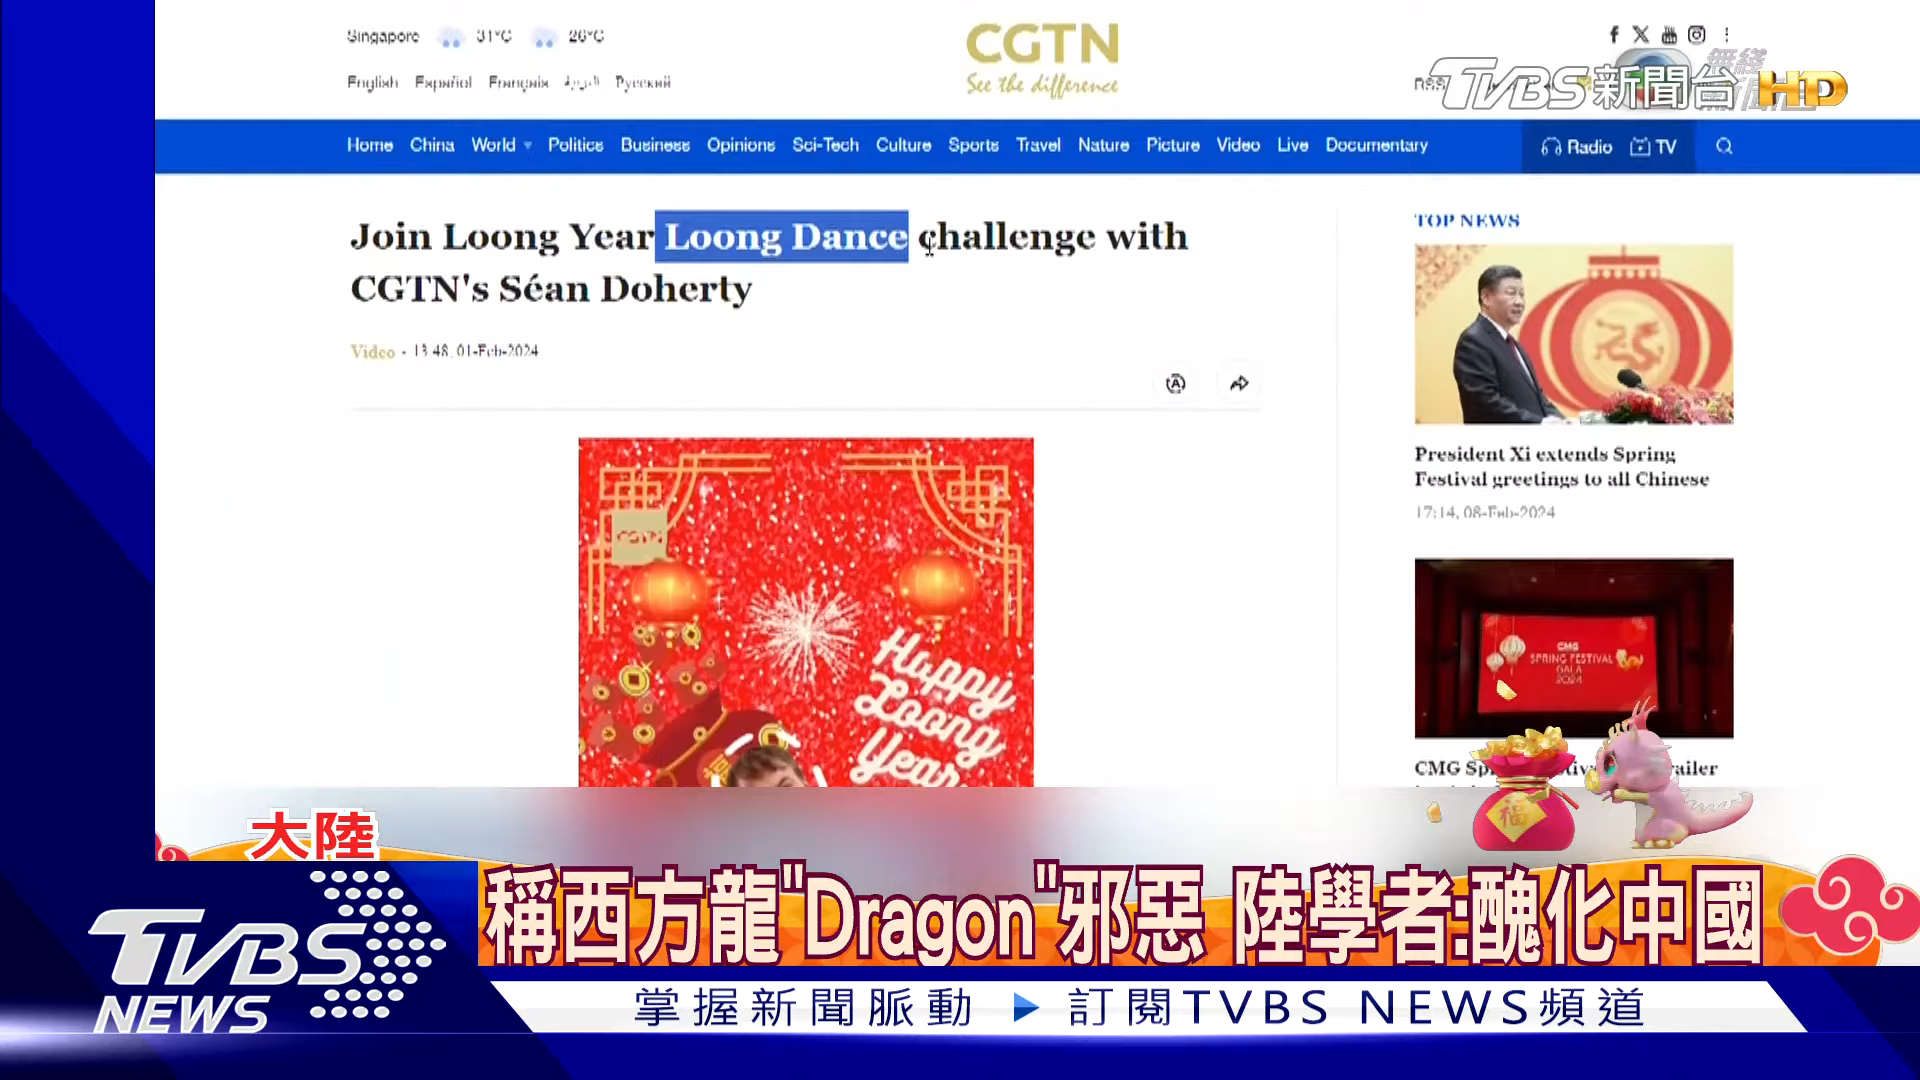 Singapore 31°C 26°C
CGTN
See the difference
English Español Français العربية Русский
RSS
TVBS新聞台 HD
Home China World Politics Business Opinions Sci-Tech Culture Sports Travel Nature Picture Video Live Documentary Radio TV
Join Loong Year Loong Dance challenge with
CGTN's Séan Doherty
Video - 13:48, 01-Feb-2024
TOP NEWS
President Xi extends Spring
Festival greetings to all Chinese
17:14, 08-Feb-2024
CGTN
Happy
Loong
Year
CMG
SPRING FESTIVAL
GALA
2024
福
大陸
稱西方龍"Dragon"邪惡 陸學者:醜化中國
TVBS
NEWS
掌握新聞脈動 ▶ 訂閱TVBS NEWS頻道